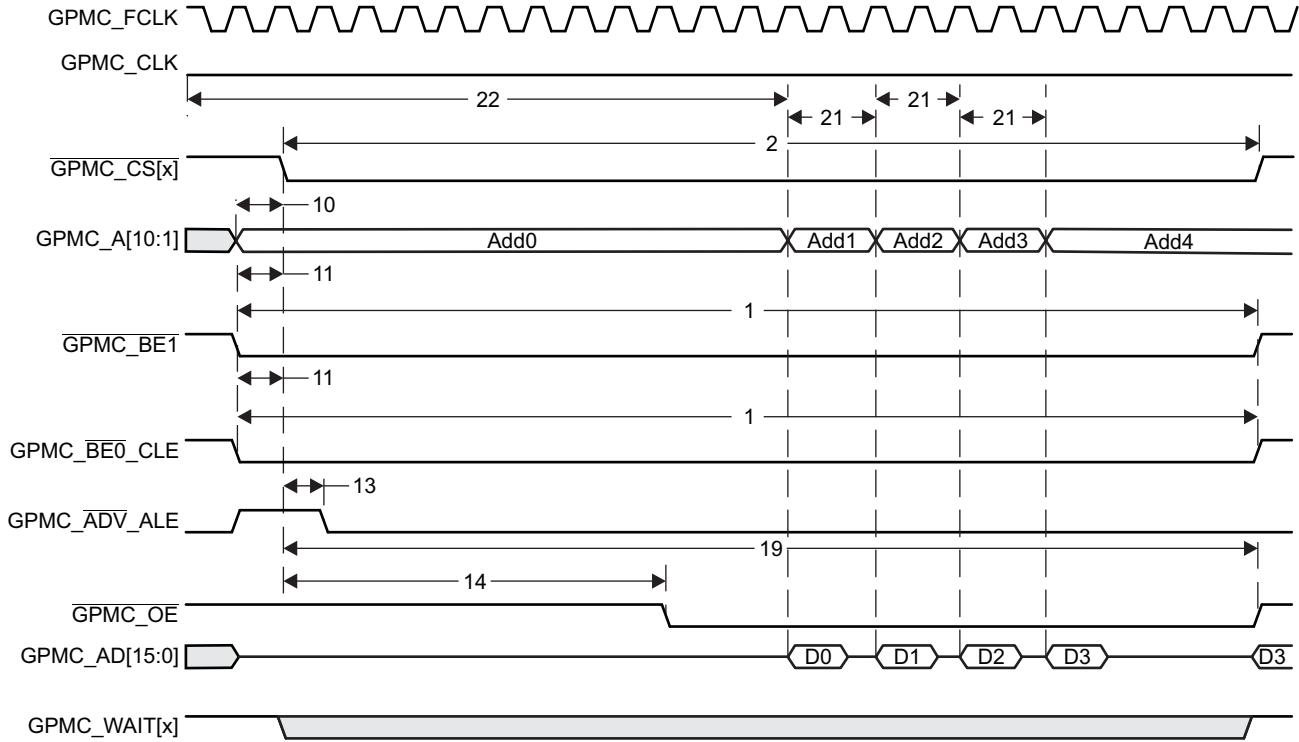 GPMC_FCLK
GPMC_CLK
22
21
21
21
2
GPMC_CS[x]
10
GPMC_A[10:1]
Add0
Add1
Add2
Add3
Add4
11
1
GPMC_BE1
11
1
GPMC_BE0_CLE
13
GPMC_ADV_ALE
19
14
GPMC_OE
GPMC_AD[15:0]
D0
D1
D2
D3
D3
GPMC_WAIT[x]